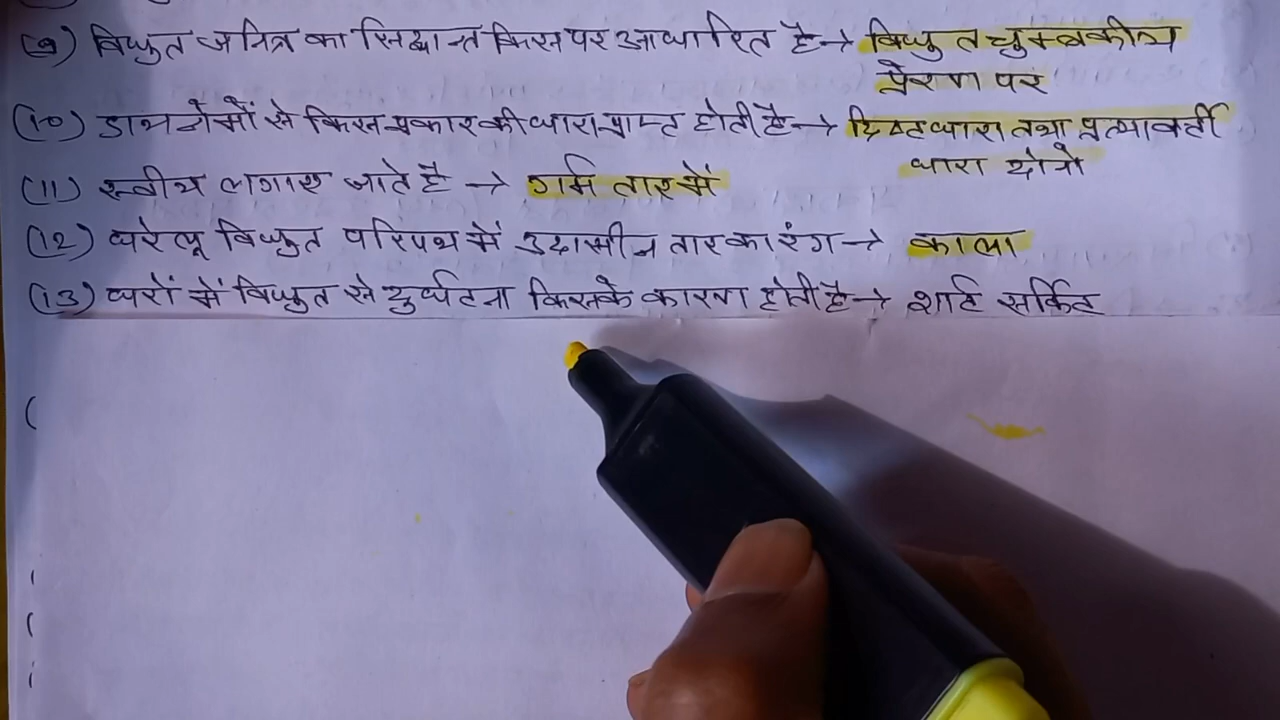 (9) विधुत जनित्र का सिद्धान्त किस पर आधारित है→ विधुत चुम्बकीय
प्रेरण पर
(10) डायनेमों से किस प्रकार की धारा प्राप्त होती है→ दिष्ट धारा तथा प्रत्यावर्ती
धारा दोनो
(11) स्वीच लगाए जाते है → गर्म तार में
(12) घरेलू विधुत परिपथ में उदासीन तार का रंग→ काला
(13) घरों में विधुत से दुर्घटना किसके कारण होती है→ शार्ट सर्किट
(
(